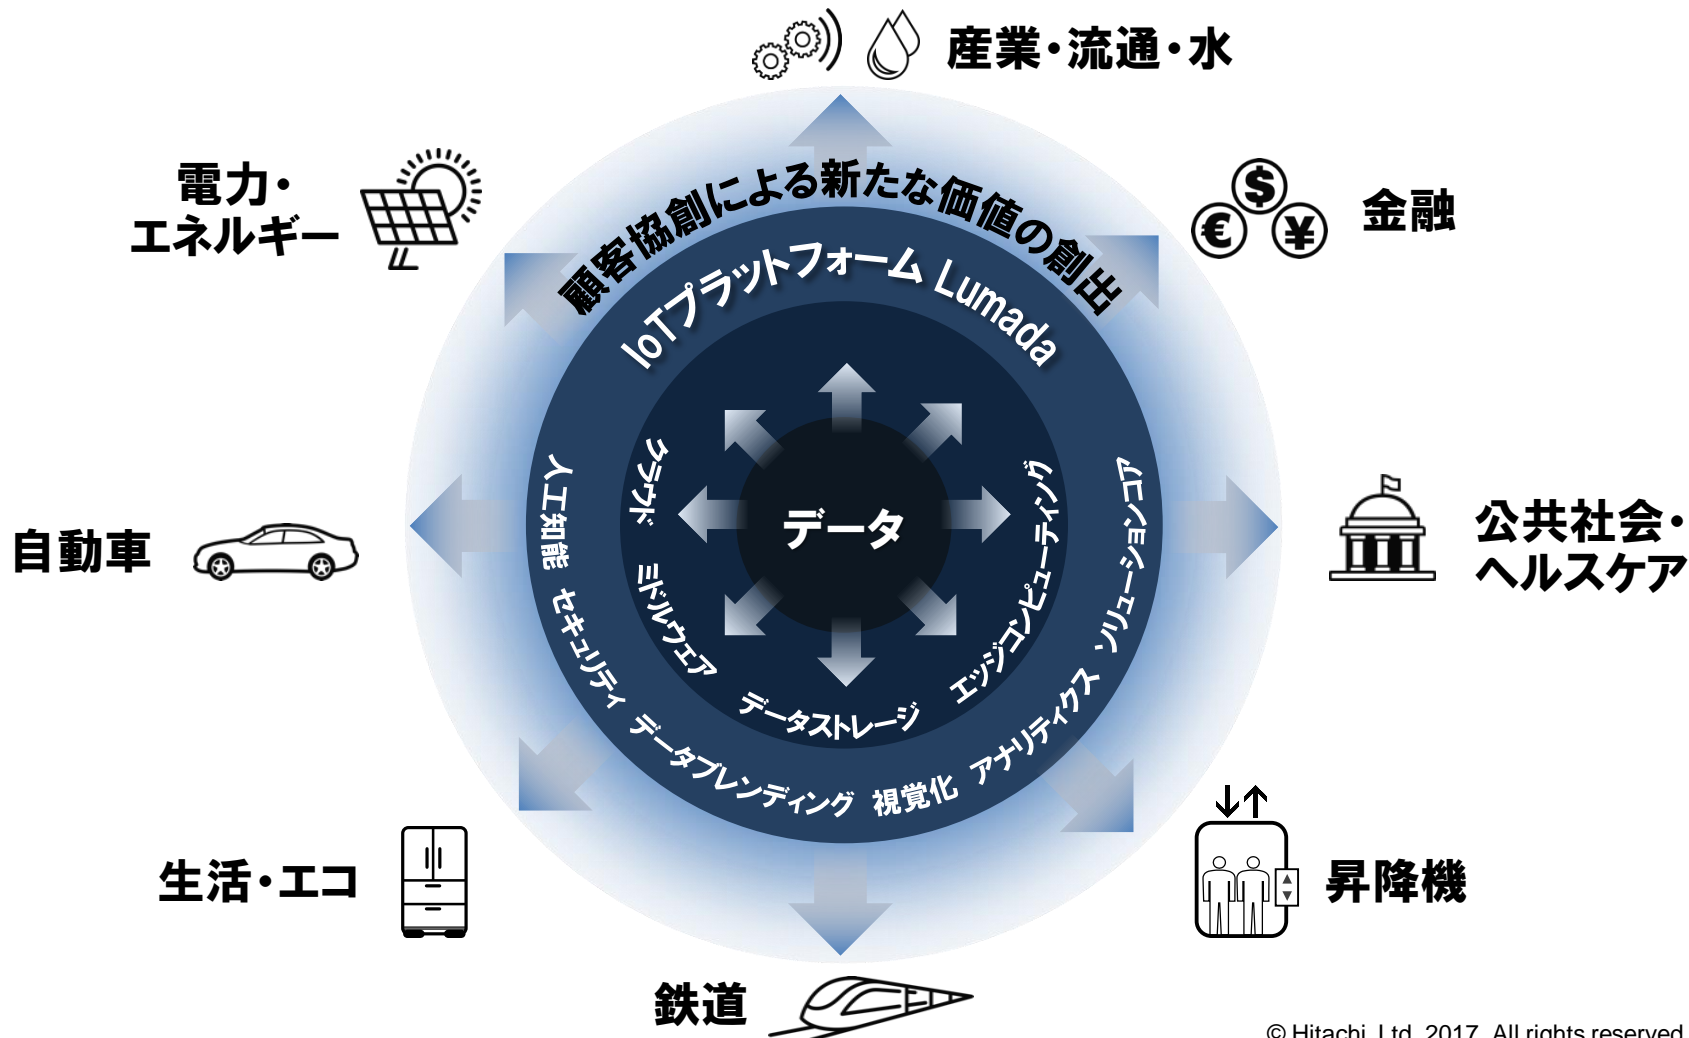 産業・流通・水
電力・
エネルギー
金融
顧客協創による新たな価値の創出
IoTプラットフォーム Lumada
自動車
データ
公共社会・
ヘルスケア
クラウド ミドルウェア データストレージ エッジコンピューティング
人工知能 セキュリティ データブレンディング 視覚化 アナリティクス ソリューションコア
生活・エコ
昇降機
鉄道
© Hitachi, Ltd. 2017. All rights reserved.